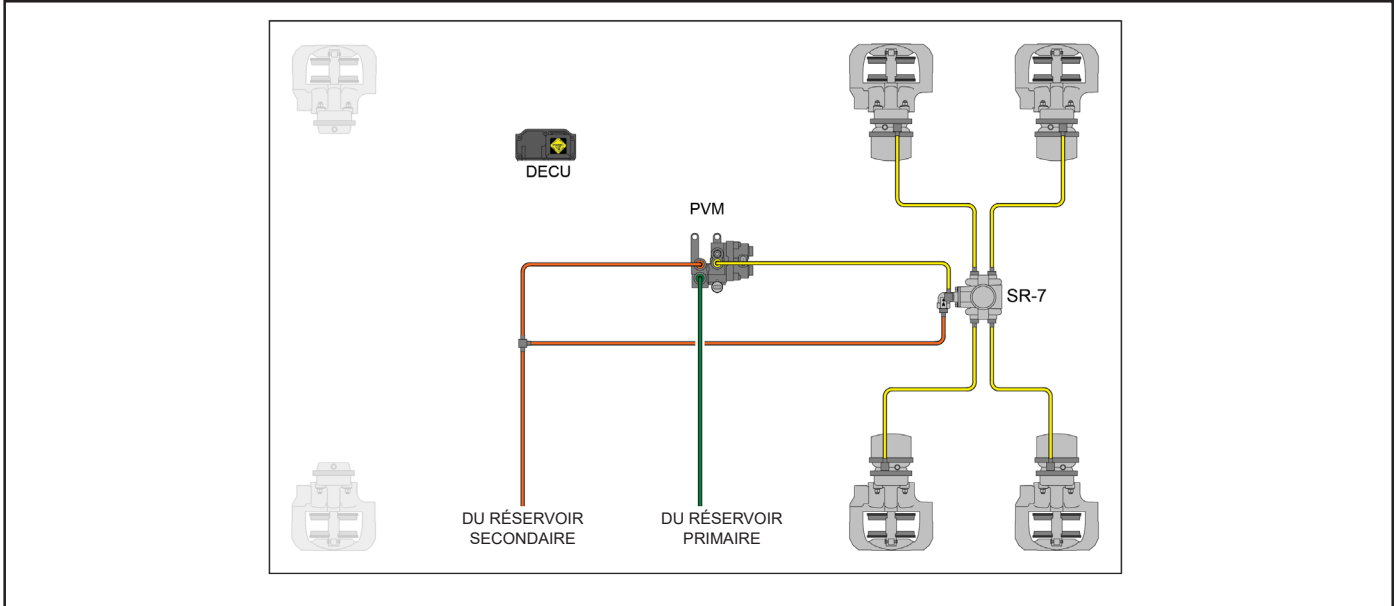 DECU
PVM
SR-7
DU RÉSERVOIR
SECONDAIRE
DU RÉSERVOIR
PRIMAIRE